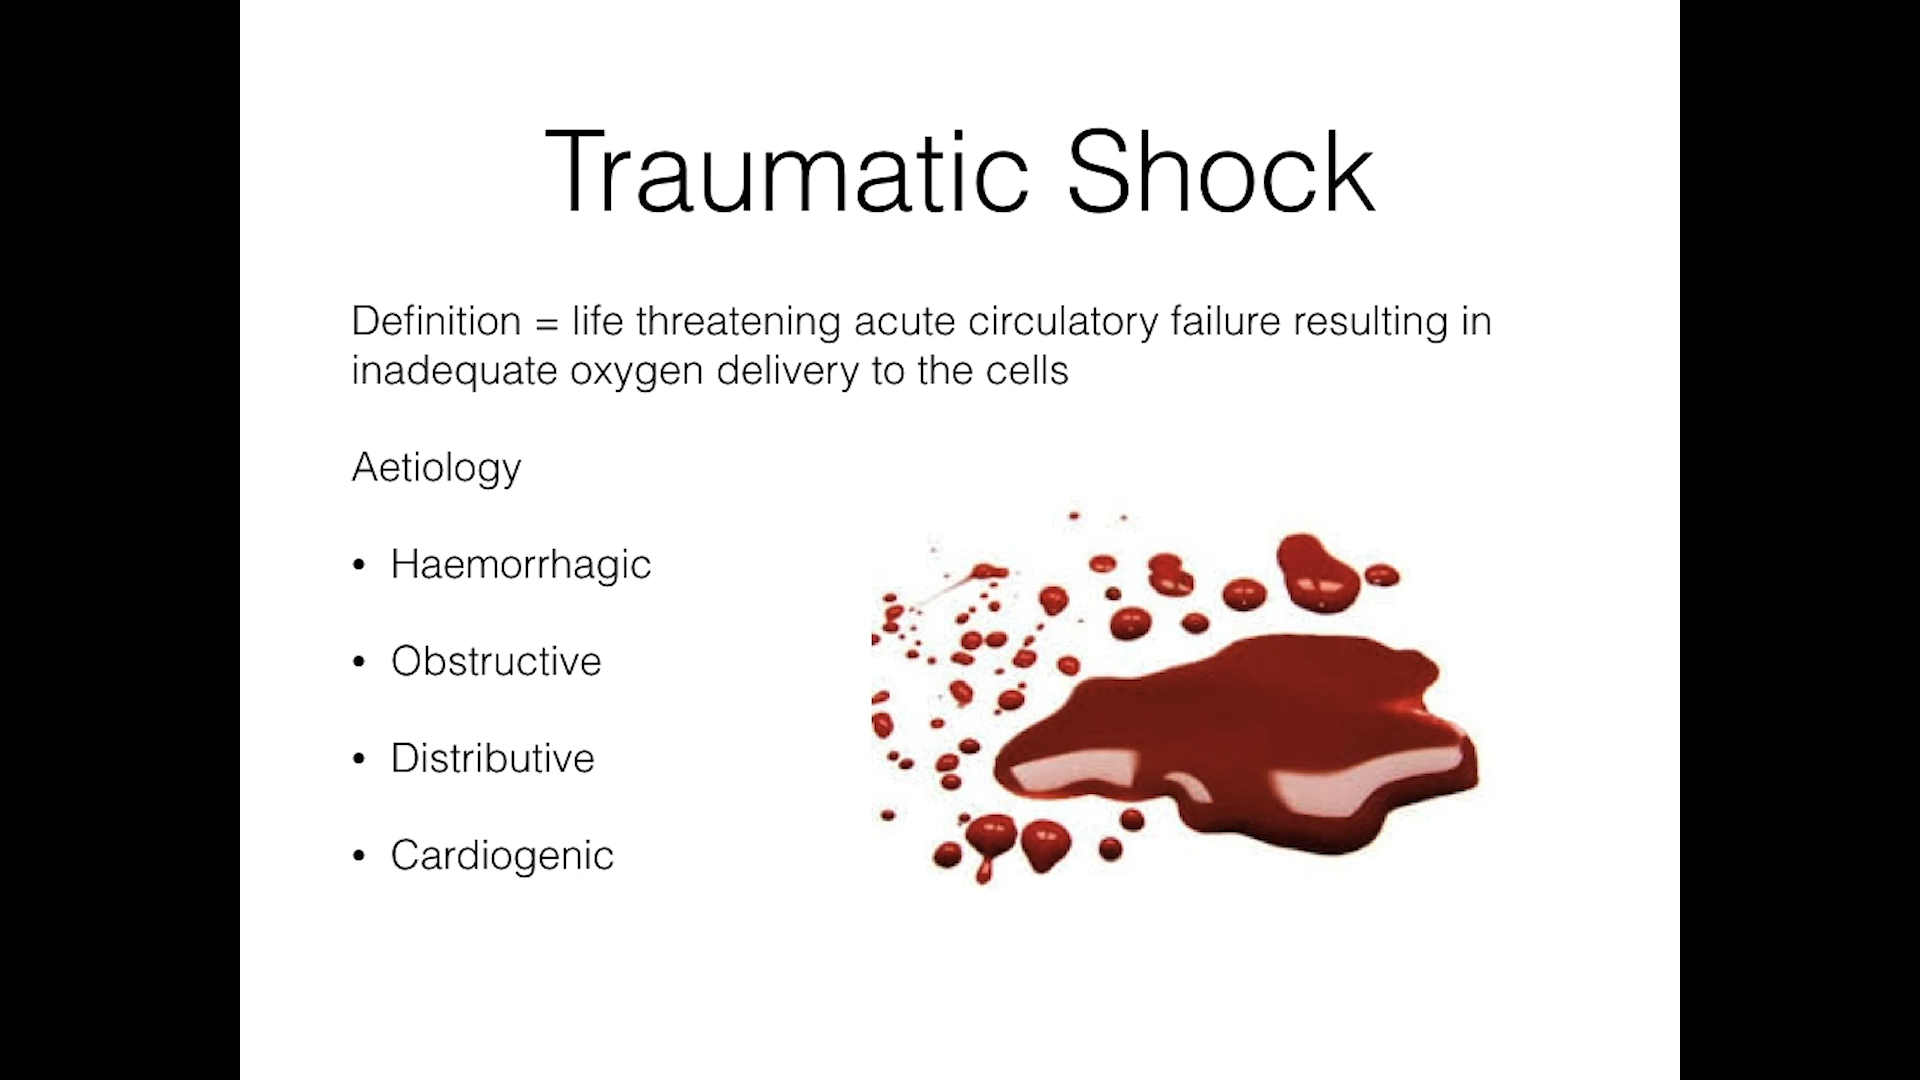 Traumatic Shock
Definition = life threatening acute circulatory failure resulting in
inadequate oxygen delivery to the cells
Aetiology
• Haemorrhagic
• Obstructive
• Distributive
• Cardiogenic